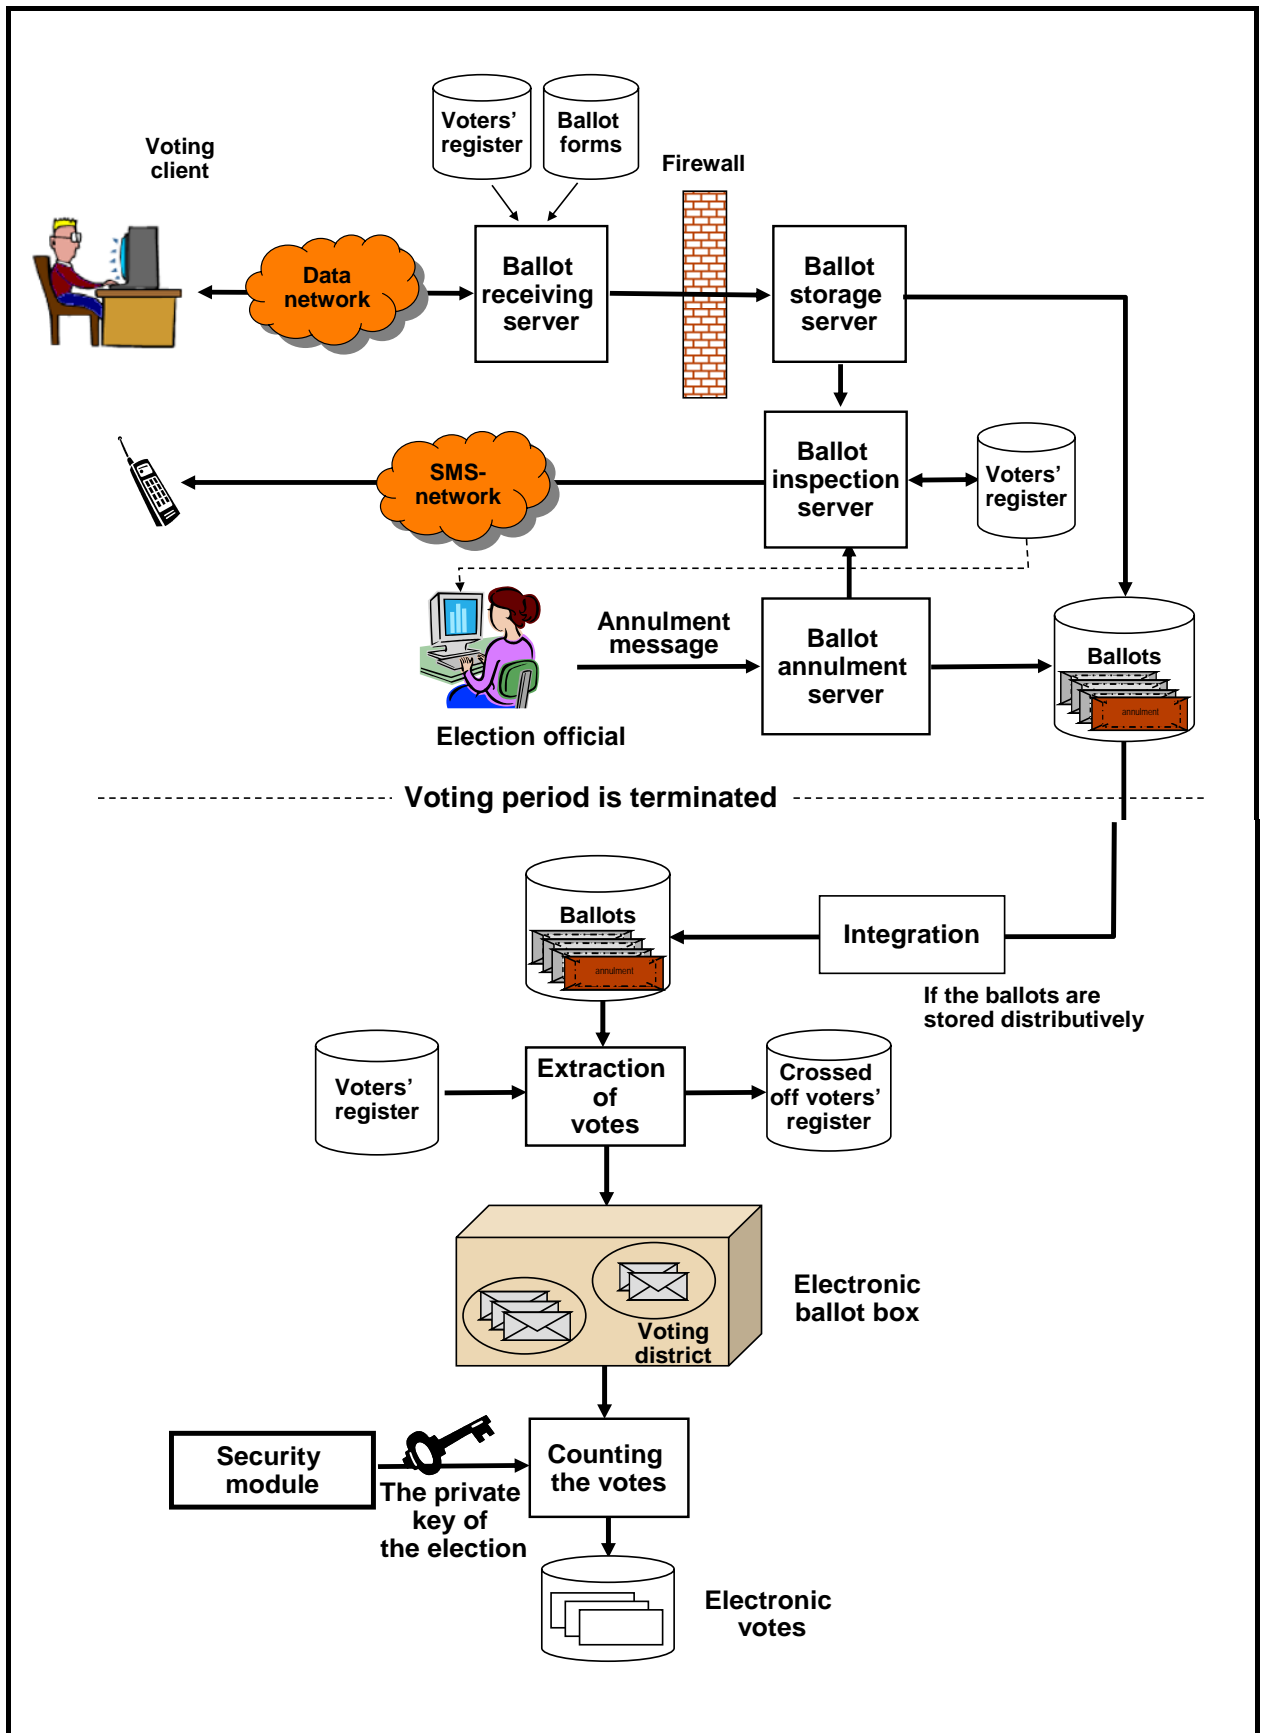 Voters’
register
Ballot
forms
Voting
client
Firewall
Data
network
Ballot
receiving
server
Ballot
storage
server
SMS-
network
Ballot
inspection
server
Voters’
register
Annulment
message
Ballot
annulment
server
Ballots
annulment
Election official
Voting period is terminated
Ballots
annulment
Integration
If the ballots are
stored distributively
Voters’
register
Extraction
of
votes
Crossed
off voters’
register
Electronic
ballot box
Voting
district
Security
module
The private
key of
the election
Counting
the votes
Electronic
votes